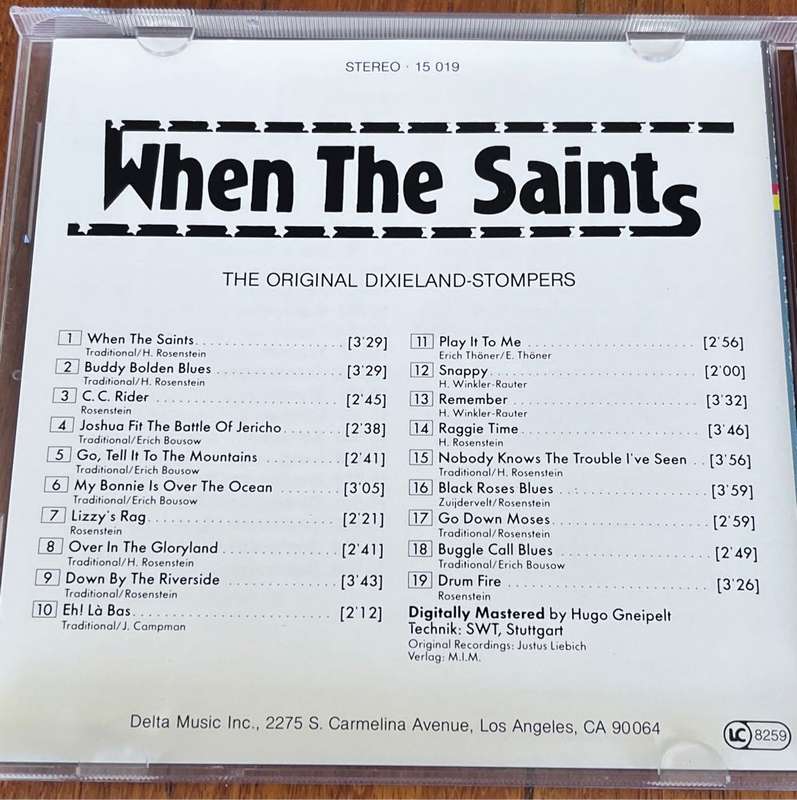 STEREO · 15 019
When The Saints
THE ORIGINAL DIXIELAND-STOMPERS
1 When The Saints [3'29]
Traditional/H. Rosenstein
2 Buddy Bolden Blues [3'29]
Traditional/H. Rosenstein
3 C. C. Rider [2'45]
Rosenstein
4 Joshua Fit The Battle Of Jericho [2'38]
Traditional/Erich Bousow
5 Go, Tell It To The Mountains [2'41]
Traditional/Erich Bousow
6 My Bonnie Is Over The Ocean [3'05]
Traditional/Erich Bousow
7 Lizzy's Rag [2'21]
Rosenstein
8 Over In The Gloryland [2'41]
Traditional/H. Rosenstein
9 Down By The Riverside [3'43]
Traditional/Rosenstein
10 Eh! Là Bas [2'12]
Traditional/J. Campman
11 Play It To Me [2'56]
Erich Thöner/E. Thöner
12 Snappy [2'00]
H. Winkler-Rauter
13 Remember [3'32]
H. Winkler-Rauter
14 Raggie Time [3'46]
H. Rosenstein
15 Nobody Knows The Trouble I've Seen [3'56]
Traditional/H. Rosenstein
16 Black Roses Blues [3'59]
Zuijdervelt/Rosenstein
17 Go Down Moses [2'59]
Traditional/Rosenstein
18 Buggle Call Blues [2'49]
Traditional/Erich Bousow
19 Drum Fire [3'26]
Rosenstein
Digitally Mastered by Hugo Gneipelt
Technik: SWT, Stuttgart
Original Recordings: Justus Liebich
Verlag: M.I.M.
Delta Music Inc., 2275 S. Carmelina Avenue, Los Angeles, CA 90064
LC 8259